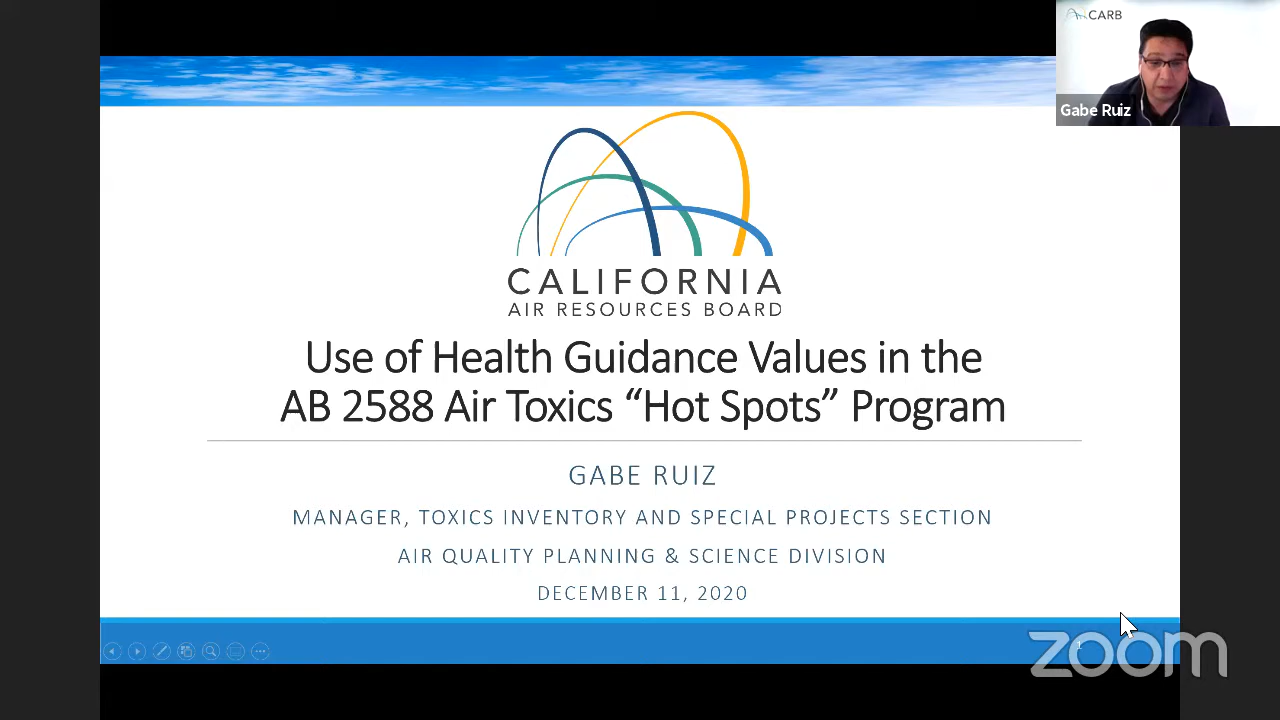 CARB
Gabe Ruiz
CALIFORNIA
AIR RESOURCES BOARD
Use of Health Guidance Values in the
AB 2588 Air Toxics “Hot Spots” Program
GABE RUIZ
MANAGER, TOXICS INVENTORY AND SPECIAL PROJECTS SECTION
AIR QUALITY PLANNING & SCIENCE DIVISION
DECEMBER 11, 2020
1
zoom